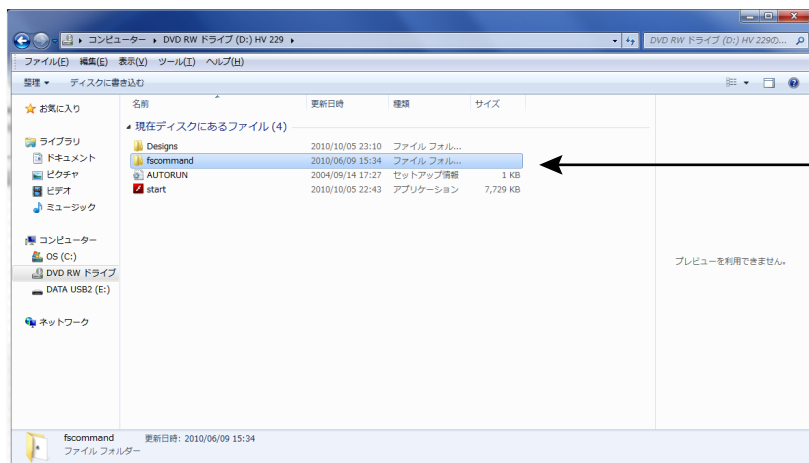 コンピューター ▸ DVD RW ドライブ (D:) HV 229 ▸
DVD RW ドライブ (D:) HV 229の...
ファイル(F) 編集(E) 表示(V) ツール(T) ヘルプ(H)
整理 ディスクに書き込む
お気に入り
ライブラリ
ドキュメント
ピクチャ
ビデオ
ミュージック
コンピューター
OS (C:)
DVD RW ドライブ
DATA USB2 (E:)
ネットワーク
名前 更新日時 種類 サイズ
現在ディスクにあるファイル (4)
Designs 2010/10/05 23:10 ファイル フォル...
fscommand 2010/06/09 15:34 ファイル フォル...
AUTORUN 2004/09/14 17:27 セットアップ情報 1 KB
start 2010/10/05 22:43 アプリケーション 7,729 KB
プレビューを利用できません。
fscommand 更新日時: 2010/06/09 15:34
ファイル フォルダー